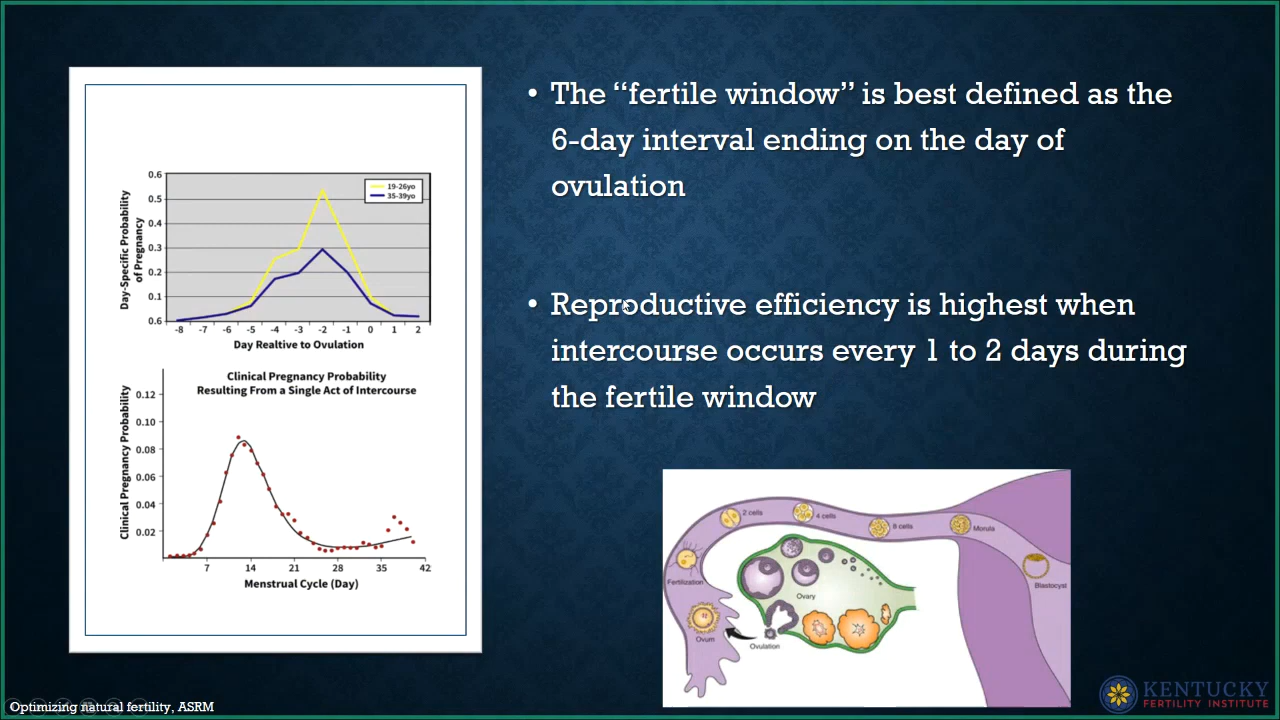 0.6
0.5
0.4
0.3
0.2
0.1
0.6
Day-Specific Probability
of Pregnancy
19-26yo
35-39yo
-8 -7 -6 -5 -4 -3 -2 -1 0 1 2
Day Realtive to Ovulation
Clinical Pregnancy Probability
Resulting From a Single Act of Intercourse
Clinical Pregnancy Probability
0.12
0.10
0.08
0.06
0.04
0.02
7 14 21 28 35 42
Menstrual Cycle (Day)
• The “fertile window” is best defined as the
6-day interval ending on the day of
ovulation
• Reproductive efficiency is highest when
intercourse occurs every 1 to 2 days during
the fertile window
2 cells
4 cells
8 cells
Morula
Blastocyst
Fertilization
Ovary
Ovum
Ovulation
KENTUCKY
FERTILITY INSTITUTE
Optimizing natural fertility, ASRM